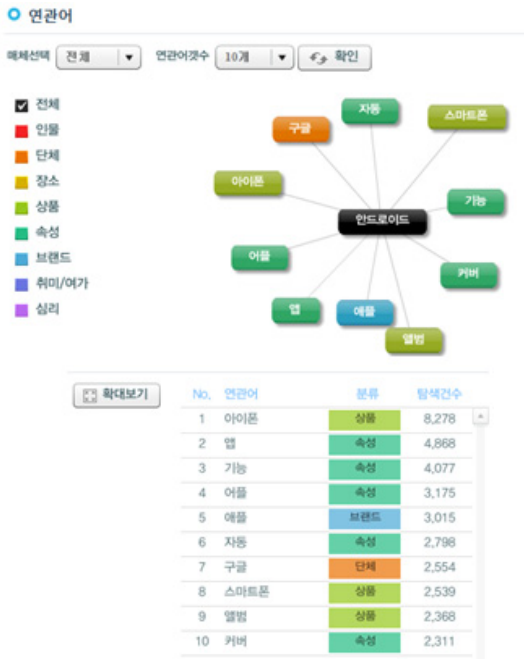 연관어
매체선택 전체 연관어갯수 10개 확인
전체
인물
단체
장소
상품
속성
브랜드
취미/여가
심리
자동
스마트폰
구글
아이폰
기능
안드로이드
어플
커버
앱
애플
앨범
확대보기
No. 연관어 분류 탐색건수
1 아이폰 상품 8,278
2 앱 속성 4,868
3 기능 속성 4,077
4 어플 속성 3,175
5 애플 브랜드 3,015
6 자동 속성 2,798
7 구글 단체 2,554
8 스마트폰 상품 2,539
9 앨범 상품 2,368
10 커버 속성 2,311